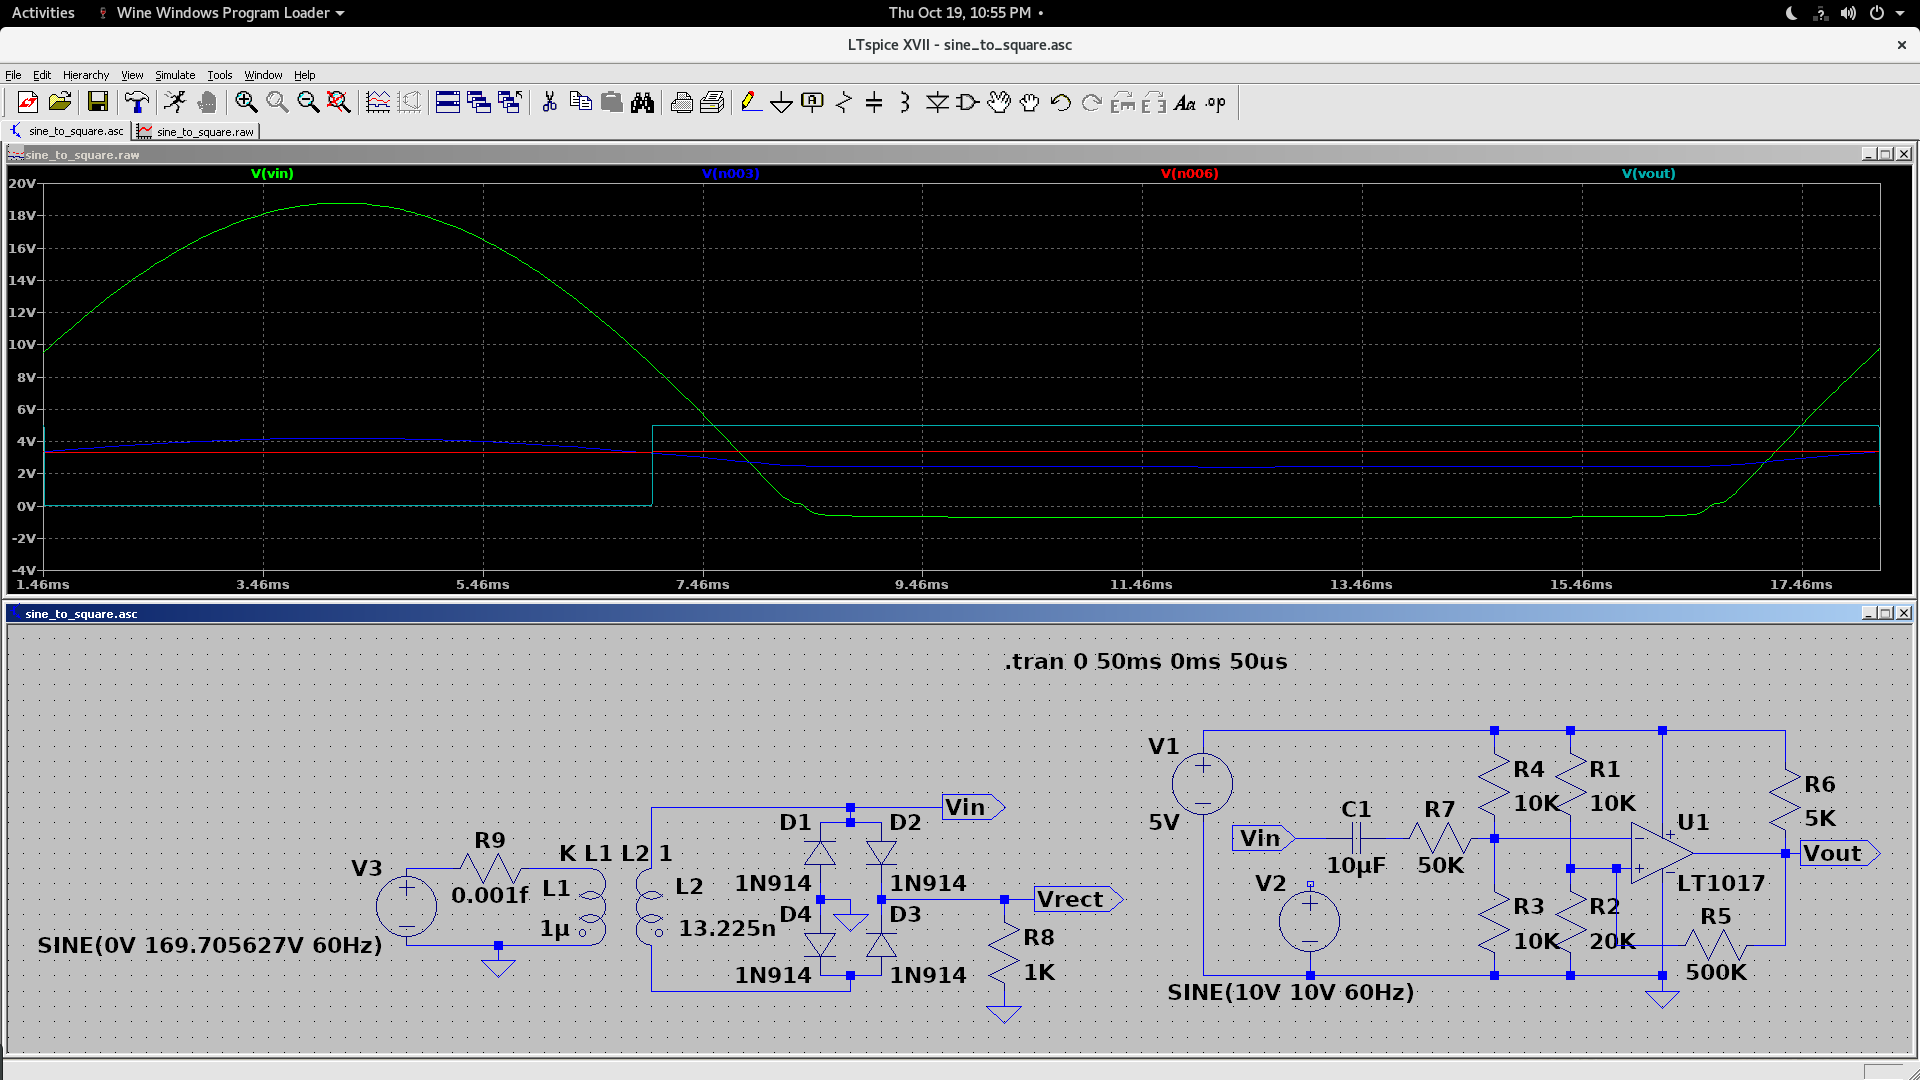 Activities
Wine Windows Program Loader
Thu Oct 19, 10:55 PM
LTspice XVII - sine_to_square.asc
File Edit Hierarchy View Simulate Tools Window Help
sine_to_square.asc
sine_to_square.raw
sine_to_square.raw
V(vin) V(n003) V(n006) V(vout)
20V
18V
16V
14V
12V
10V
8V
6V
4V
2V
0V
-2V
-4V
1.46ms 3.46ms 5.46ms 7.46ms 9.46ms 11.46ms 13.46ms 15.46ms 17.46ms
sine_to_square.asc
.tran 0 50ms 0ms 50us
V3
SINE(0V 169.705627V 60Hz)
R9
0.001f
K L1 L2 1
L1
1µ
L2
13.225n
D1
1N914
D2
1N914
D4
1N914
D3
1N914
Vin
Vrect
R8
1K
V1
5V
Vin
C1
10µF
R7
50K
V2
SINE(10V 10V 60Hz)
R4
10K
R1
10K
R3
10K
R2
20K
U1
LT1017
R5
500K
R6
5K
Vout